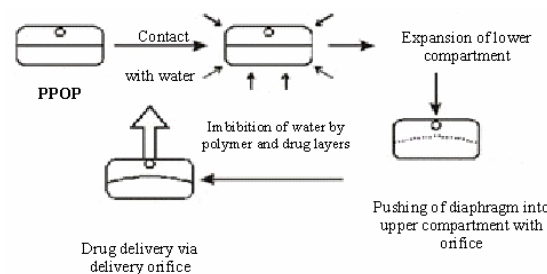 Contact
with water
PPOP
Expansion of lower
compartment
Imbibition of water by
polymer and drug layers
Pushing of diaphragm into
upper compartment with
orifice
Drug delivery via
delivery orifice